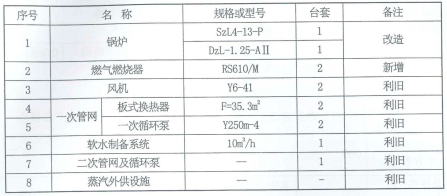 序号 名 称 规格或型号 台套 备注
1 锅炉 SzL4-13-P 1 改造
DzL-1.25-AⅡ 1
2 燃气燃烧器 RS610/M 2 新增
3 风机 Y6-41 2 利旧
4 一次管网 板式换热器 F=35.3m² 2 利旧
5 一次循环泵 Y250m-4 2 利旧
6 软水制备系统 10m³/h 1 利旧
7 二次管网及循环泵 — 1 利旧
8 蒸汽外供设施 — - 利旧